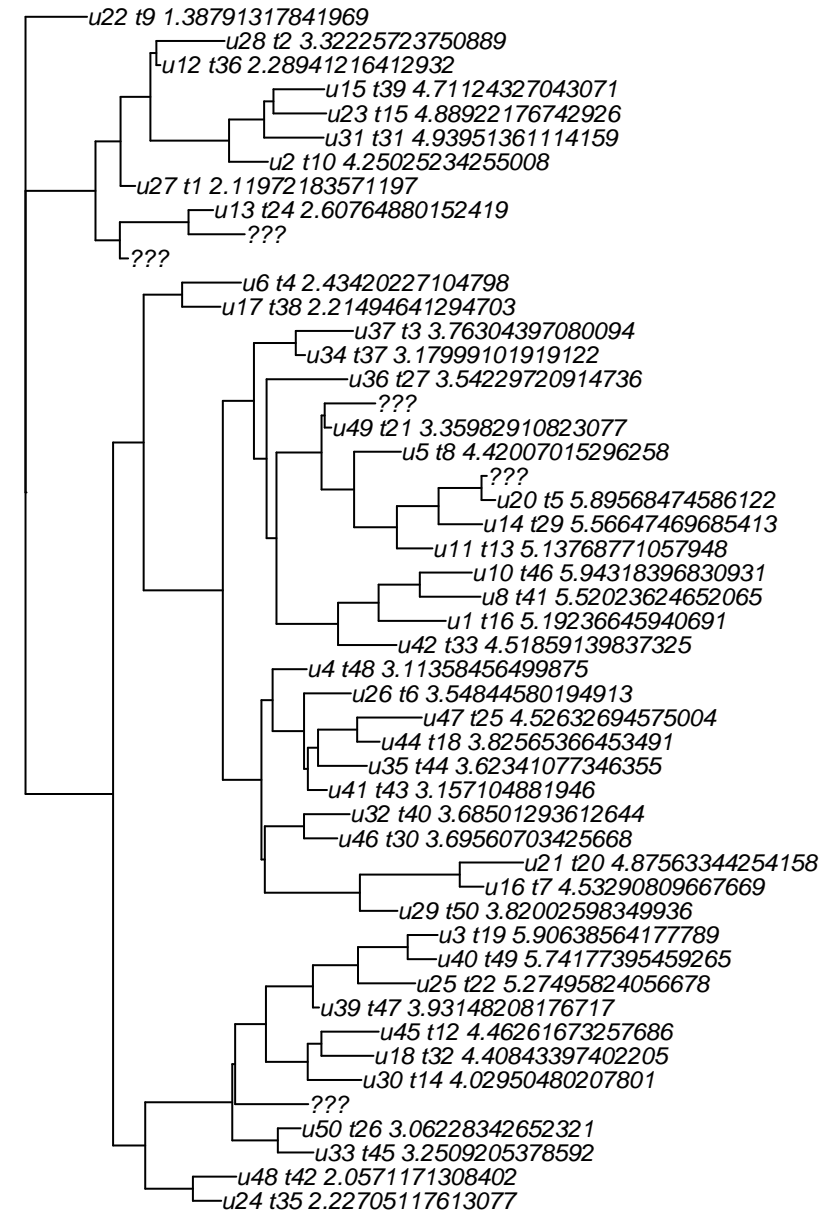 u22 t9 1.38791317841969
u28 t2 3.32225723750889
u12 t36 2.28941216412932
u15 t39 4.71124327043071
u23 t15 4.88922176742926
u31 t31 4.93951361114159
u2 t10 4.25025234255008
u27 t1 2.11972183571197
u13 t24 2.60764880152419
???
???
u6 t4 2.43420227104798
u17 t38 2.21494641294703
u37 t3 3.76304397080094
u34 t37 3.17999101919122
u36 t27 3.54229720914736
???
u49 t21 3.35982910823077
u5 t8 4.42007015296258
???
u20 t5 5.89568474586122
u14 t29 5.56647469685413
u11 t13 5.13768771057948
u10 t46 5.94318396830931
u8 t41 5.52023624652065
u1 t16 5.19236645940691
u42 t33 4.51859139837325
u4 t48 3.11358456499875
u26 t6 3.54844580194913
u47 t25 4.52632694575004
u44 t18 3.82565366453491
u35 t44 3.62341077346355
u41 t43 3.157104881946
u32 t40 3.68501293612644
u46 t30 3.69560703425668
u21 t20 4.87563344254158
u16 t7 4.53290809667669
u29 t50 3.82002598349936
u3 t19 5.90638564177789
u40 t49 5.74177395459265
u25 t22 5.27495824056678
u39 t47 3.93148208176717
u45 t12 4.46261673257686
u18 t32 4.40843397402205
u30 t14 4.02950480207801
???
u50 t26 3.06228342652321
u33 t45 3.2509205378592
u48 t42 2.0571171308402
u24 t35 2.22705117613077